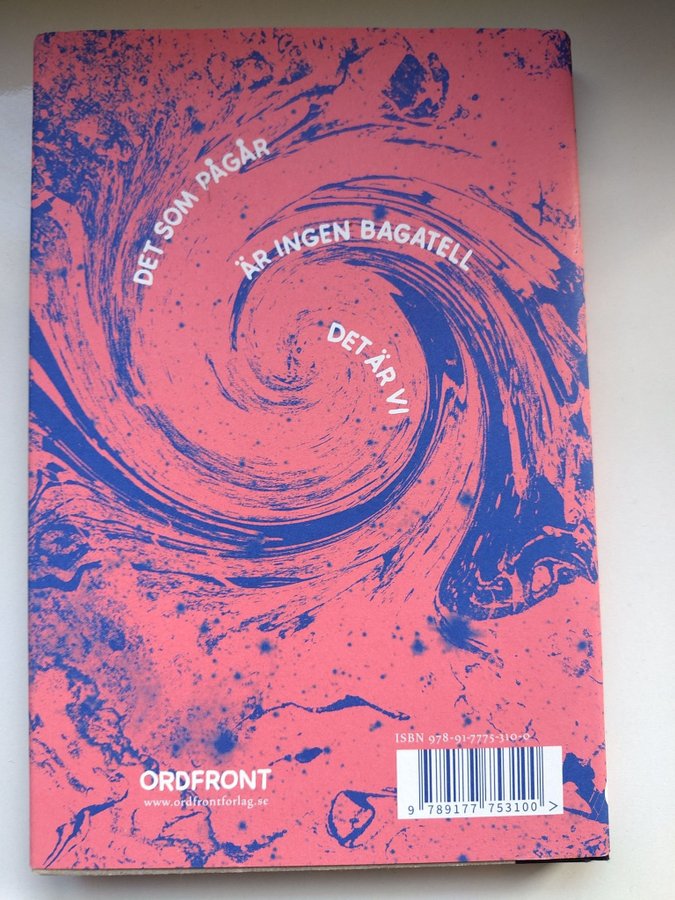 DET SOM PÅGÅR
ÄR INGEN BAGATELL
DET ÄR VI
ISBN 978-91-7775-310-0
ORDFRONT
www.ordfrontforlag.se
9 789177 753100 >